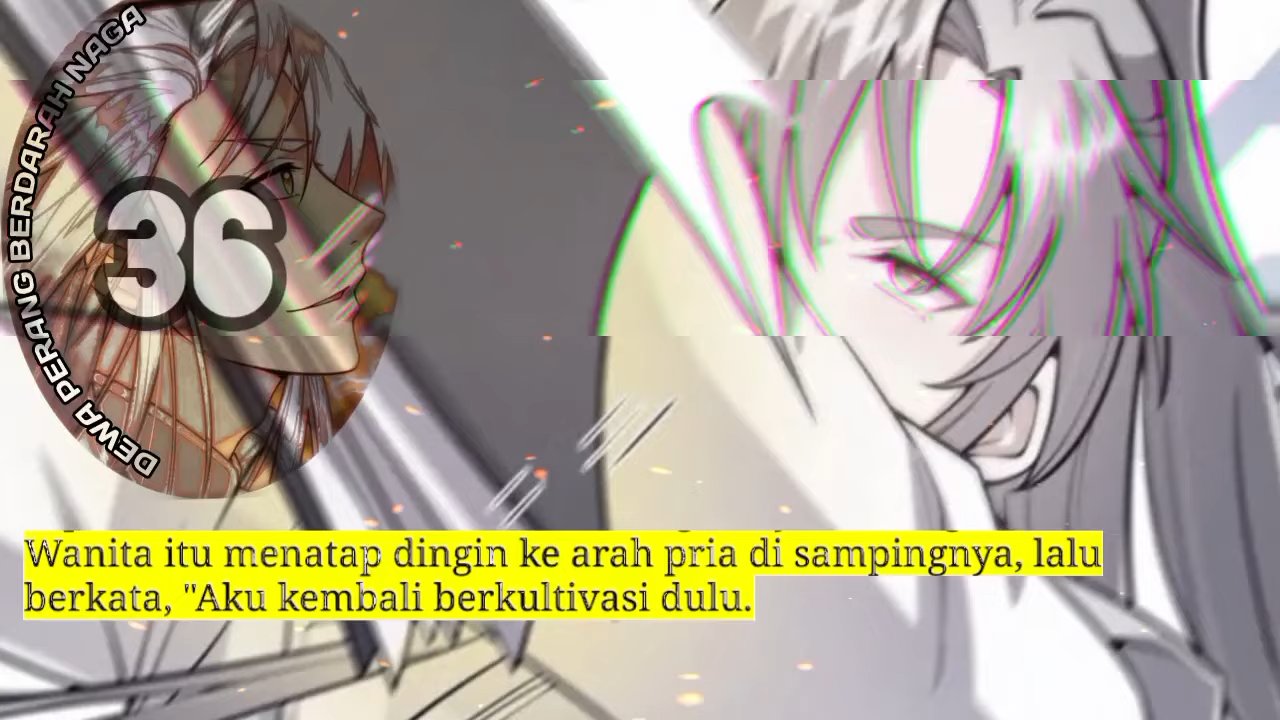 DEWA PERANG BERDARAH NAGA
36
Wanita itu menatap dingin ke arah pria di sampingnya, lalu
berkata, "Aku kembali berkultivasi dulu.